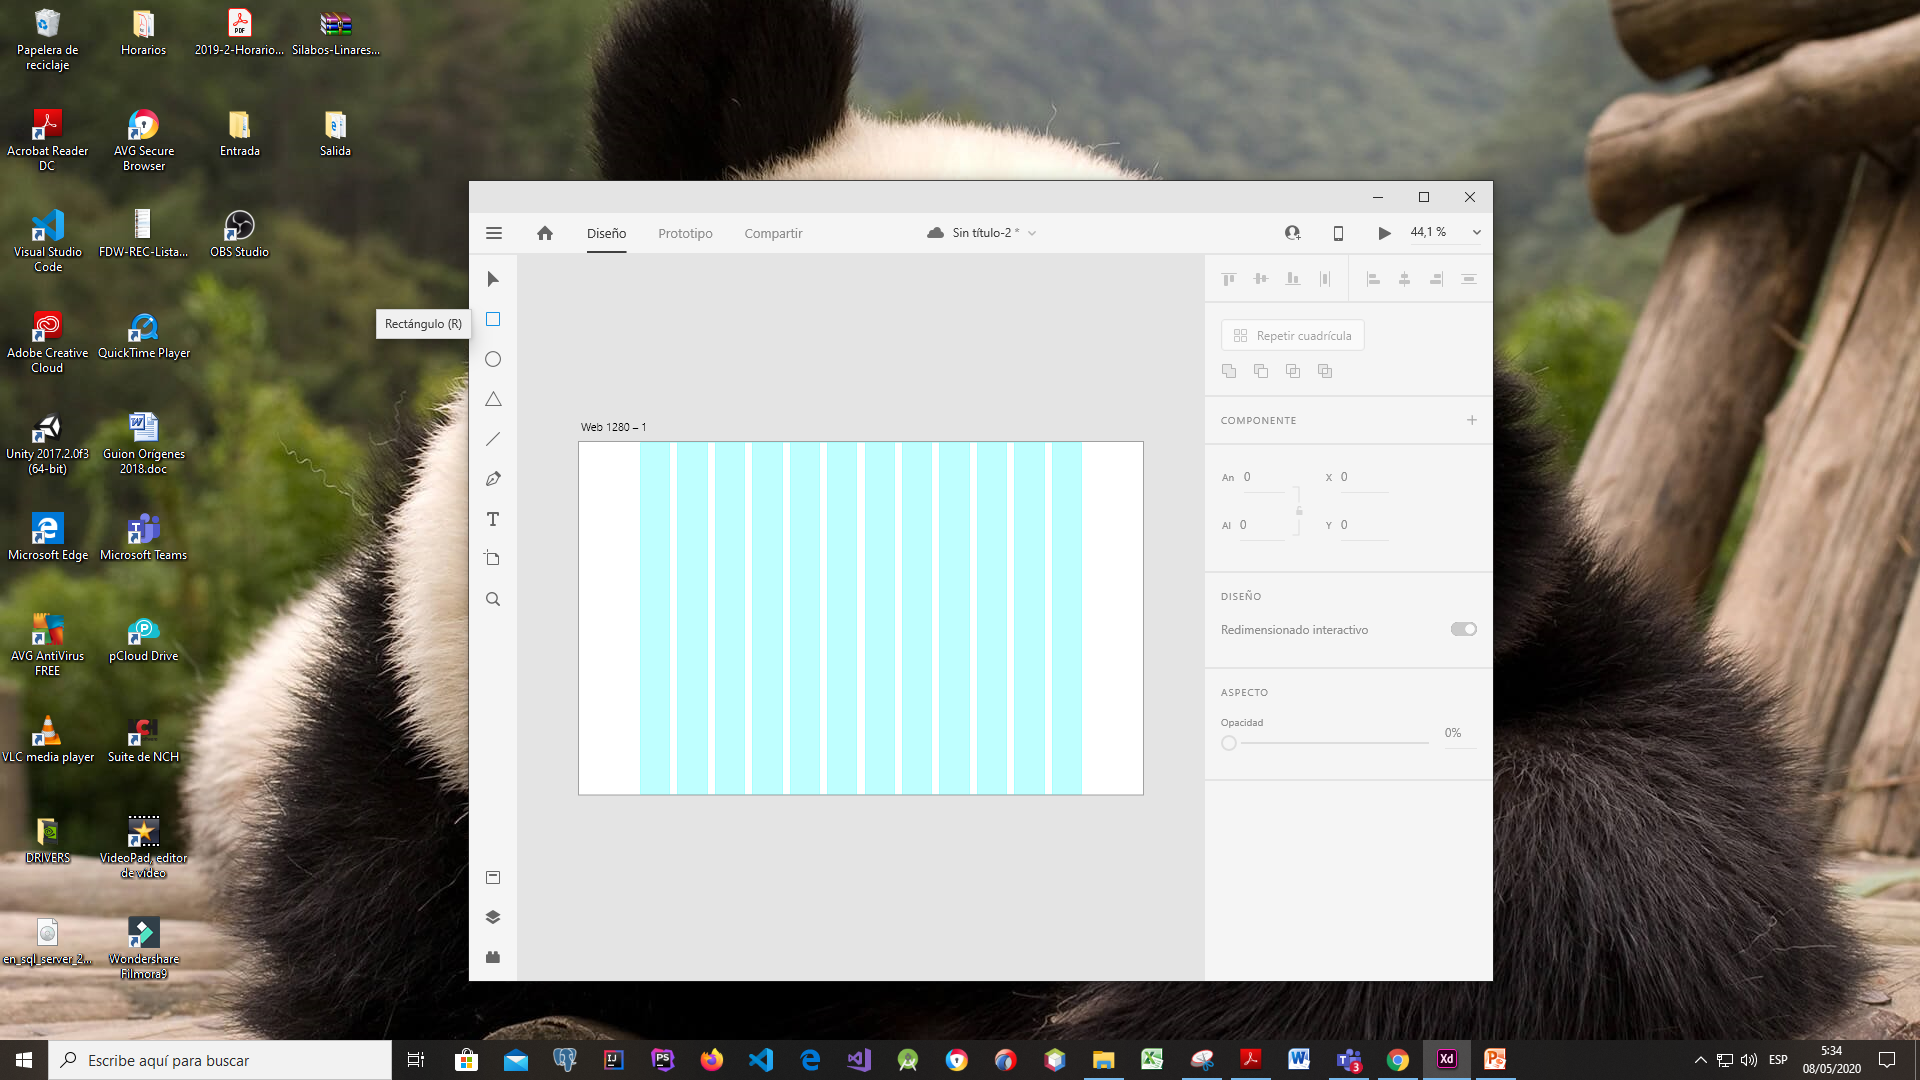 Papelera de
reciclaje
Horarios
2019-2-Horario...
Silabos-Linares...
Acrobat Reader
DC
AVG Secure
Browser
Entrada
Salida
Visual Studio
Code
FDW-REC-Lista...
OBS Studio
Adobe Creative
Cloud
QuickTime Player
Unity 2017.2.0f3
(64-bit)
Guion Orígenes
2018.doc
Microsoft Edge
Microsoft Teams
AVG AntiVirus
FREE
pCloud Drive
VLC media player
Suite de NCH
DRIVERS
VideoPad, editor
de vídeo
en_sql_server_2...
Wondershare
Filmora9
Rectángulo (R)
Diseño
Prototipo
Compartir
Sin título-2 *
44,1 %
Web 1280 – 1
Repetir cuadrícula
COMPONENTE
An 0
X 0
Al 0
Y 0
DISEÑO
Redimensionado interactivo
ASPECTO
Opacidad
0%
Escribe aquí para buscar
ESP
5:34
08/05/2020